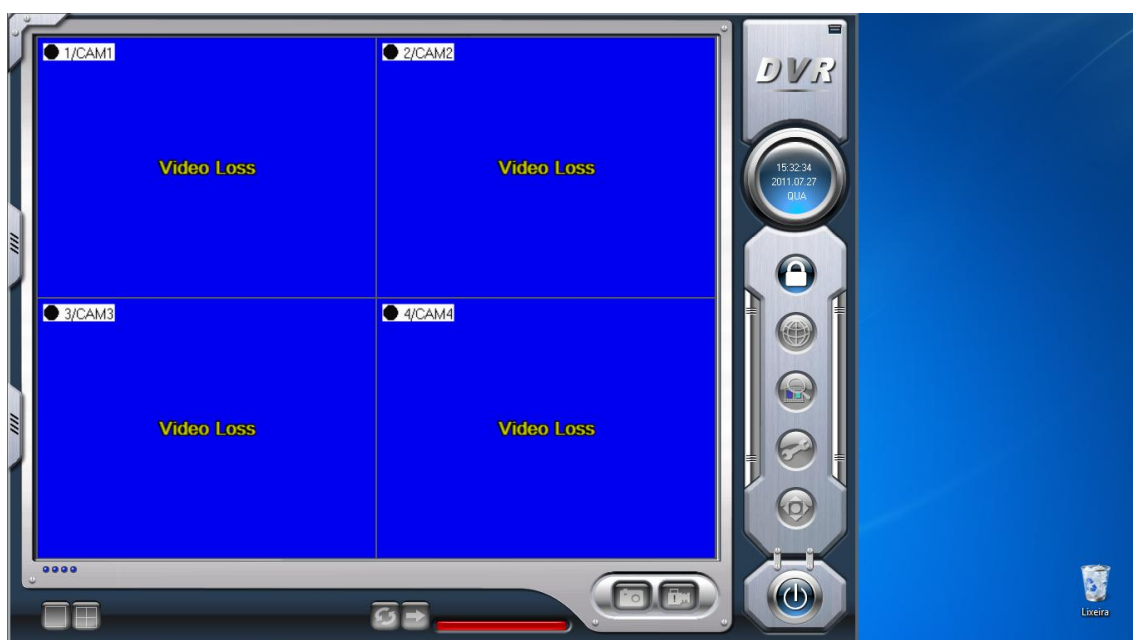 1/CAM1
2/CAM2
Video Loss
Video Loss
3/CAM3
4/CAM4
Video Loss
Video Loss
DVR
15:32:34
2011.07.27
QUA
Lixeira